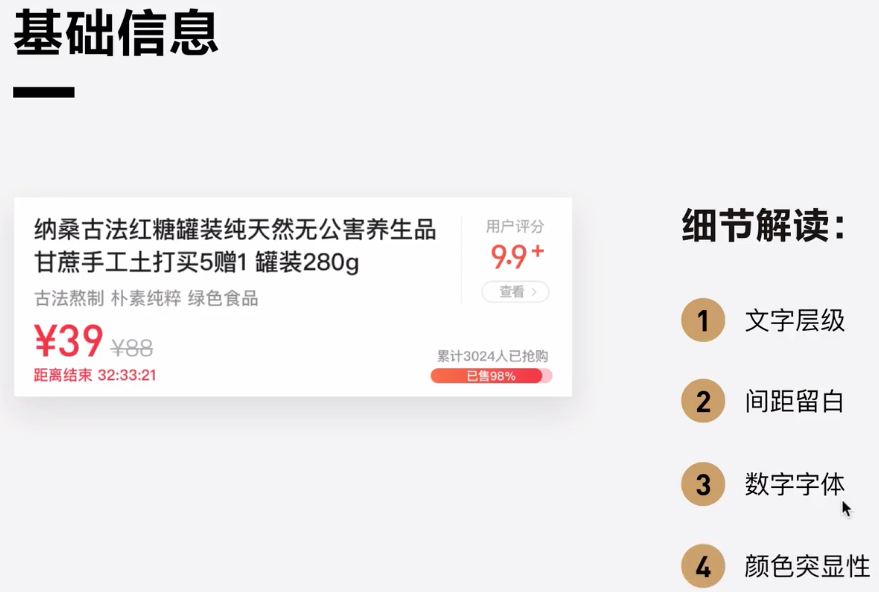 基础信息
纳桑古法红糖罐装纯天然无公害养生品
甘蔗手工土打买5赠1 罐装280g
古法熬制 朴素纯粹 绿色食品
¥39 ¥88
距离结束 32:33:21
用户评分
9.9+
查看 >
累计3024人已抢购
已售98%
细节解读：
1 文字层级
2 间距留白
3 数字字体
4 颜色突显性